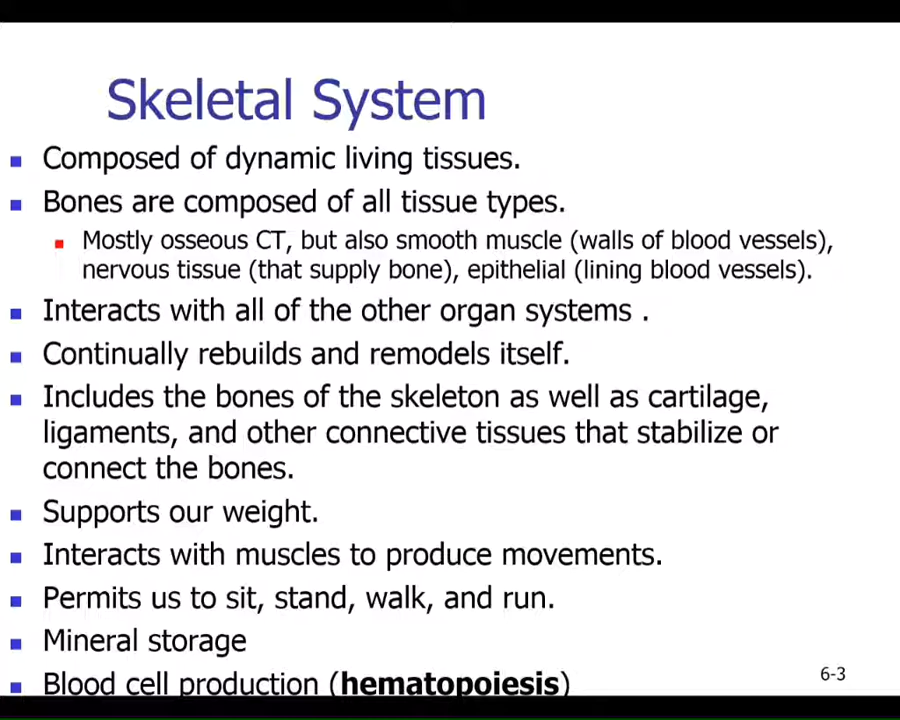 Skeletal System
Composed of dynamic living tissues.
Bones are composed of all tissue types.
Mostly osseous CT, but also smooth muscle (walls of blood vessels),
nervous tissue (that supply bone), epithelial (lining blood vessels).
Interacts with all of the other organ systems .
Continually rebuilds and remodels itself.
Includes the bones of the skeleton as well as cartilage,
ligaments, and other connective tissues that stabilize or
connect the bones.
Supports our weight.
Interacts with muscles to produce movements.
Permits us to sit, stand, walk, and run.
Mineral storage
Blood cell production (hematopoiesis)
6-3